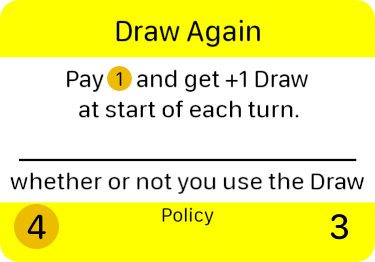 Draw Again
Pay 1 and get +1 Draw
at start of each turn.
whether or not you use the Draw
Policy
4
3